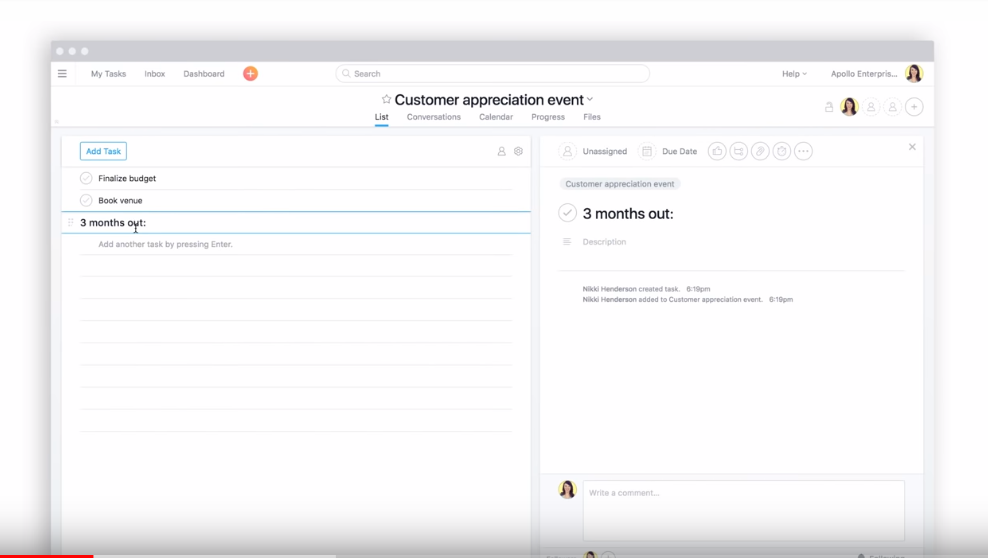 My Tasks Inbox Dashboard Search Help Apollo Enterpris...
Customer appreciation event
List Conversations Calendar Progress Files
Add Task
Finalize budget
Book venue
3 months out:
Add another task by pressing Enter.
Unassigned Due Date
Customer appreciation event
3 months out:
Description
Nikki Henderson created task. 6:19pm
Nikki Henderson added to Customer appreciation event. 6:19pm
Write a comment...